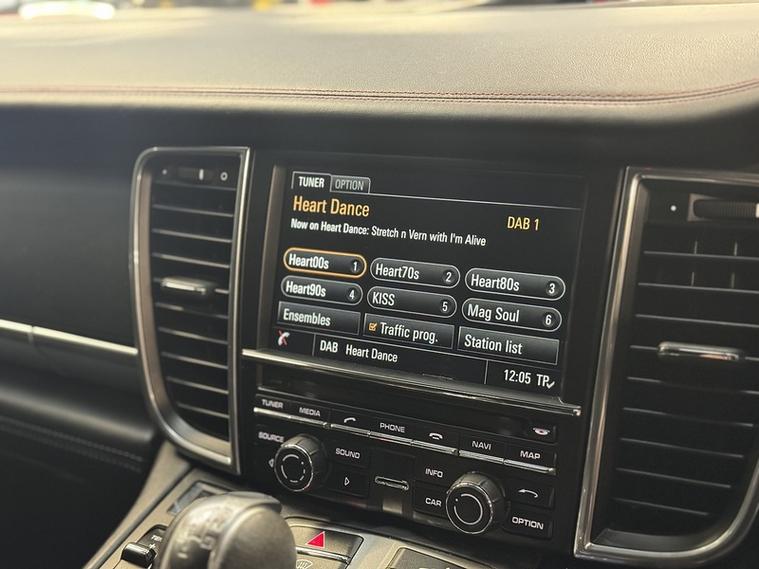 TUNER OPTION
Heart Dance DAB 1
Now on Heart Dance: Stretch n Vern with I'm Alive
Heart00s 1 Heart70s 2 Heart80s 3
Heart90s 4 KISS 5 Mag Soul 6
Ensembles Traffic prog. Station list
DAB Heart Dance 12:05 TP
TUNER MEDIA PHONE NAVI MAP
SOURCE SOUND INFO
CAR OPTION